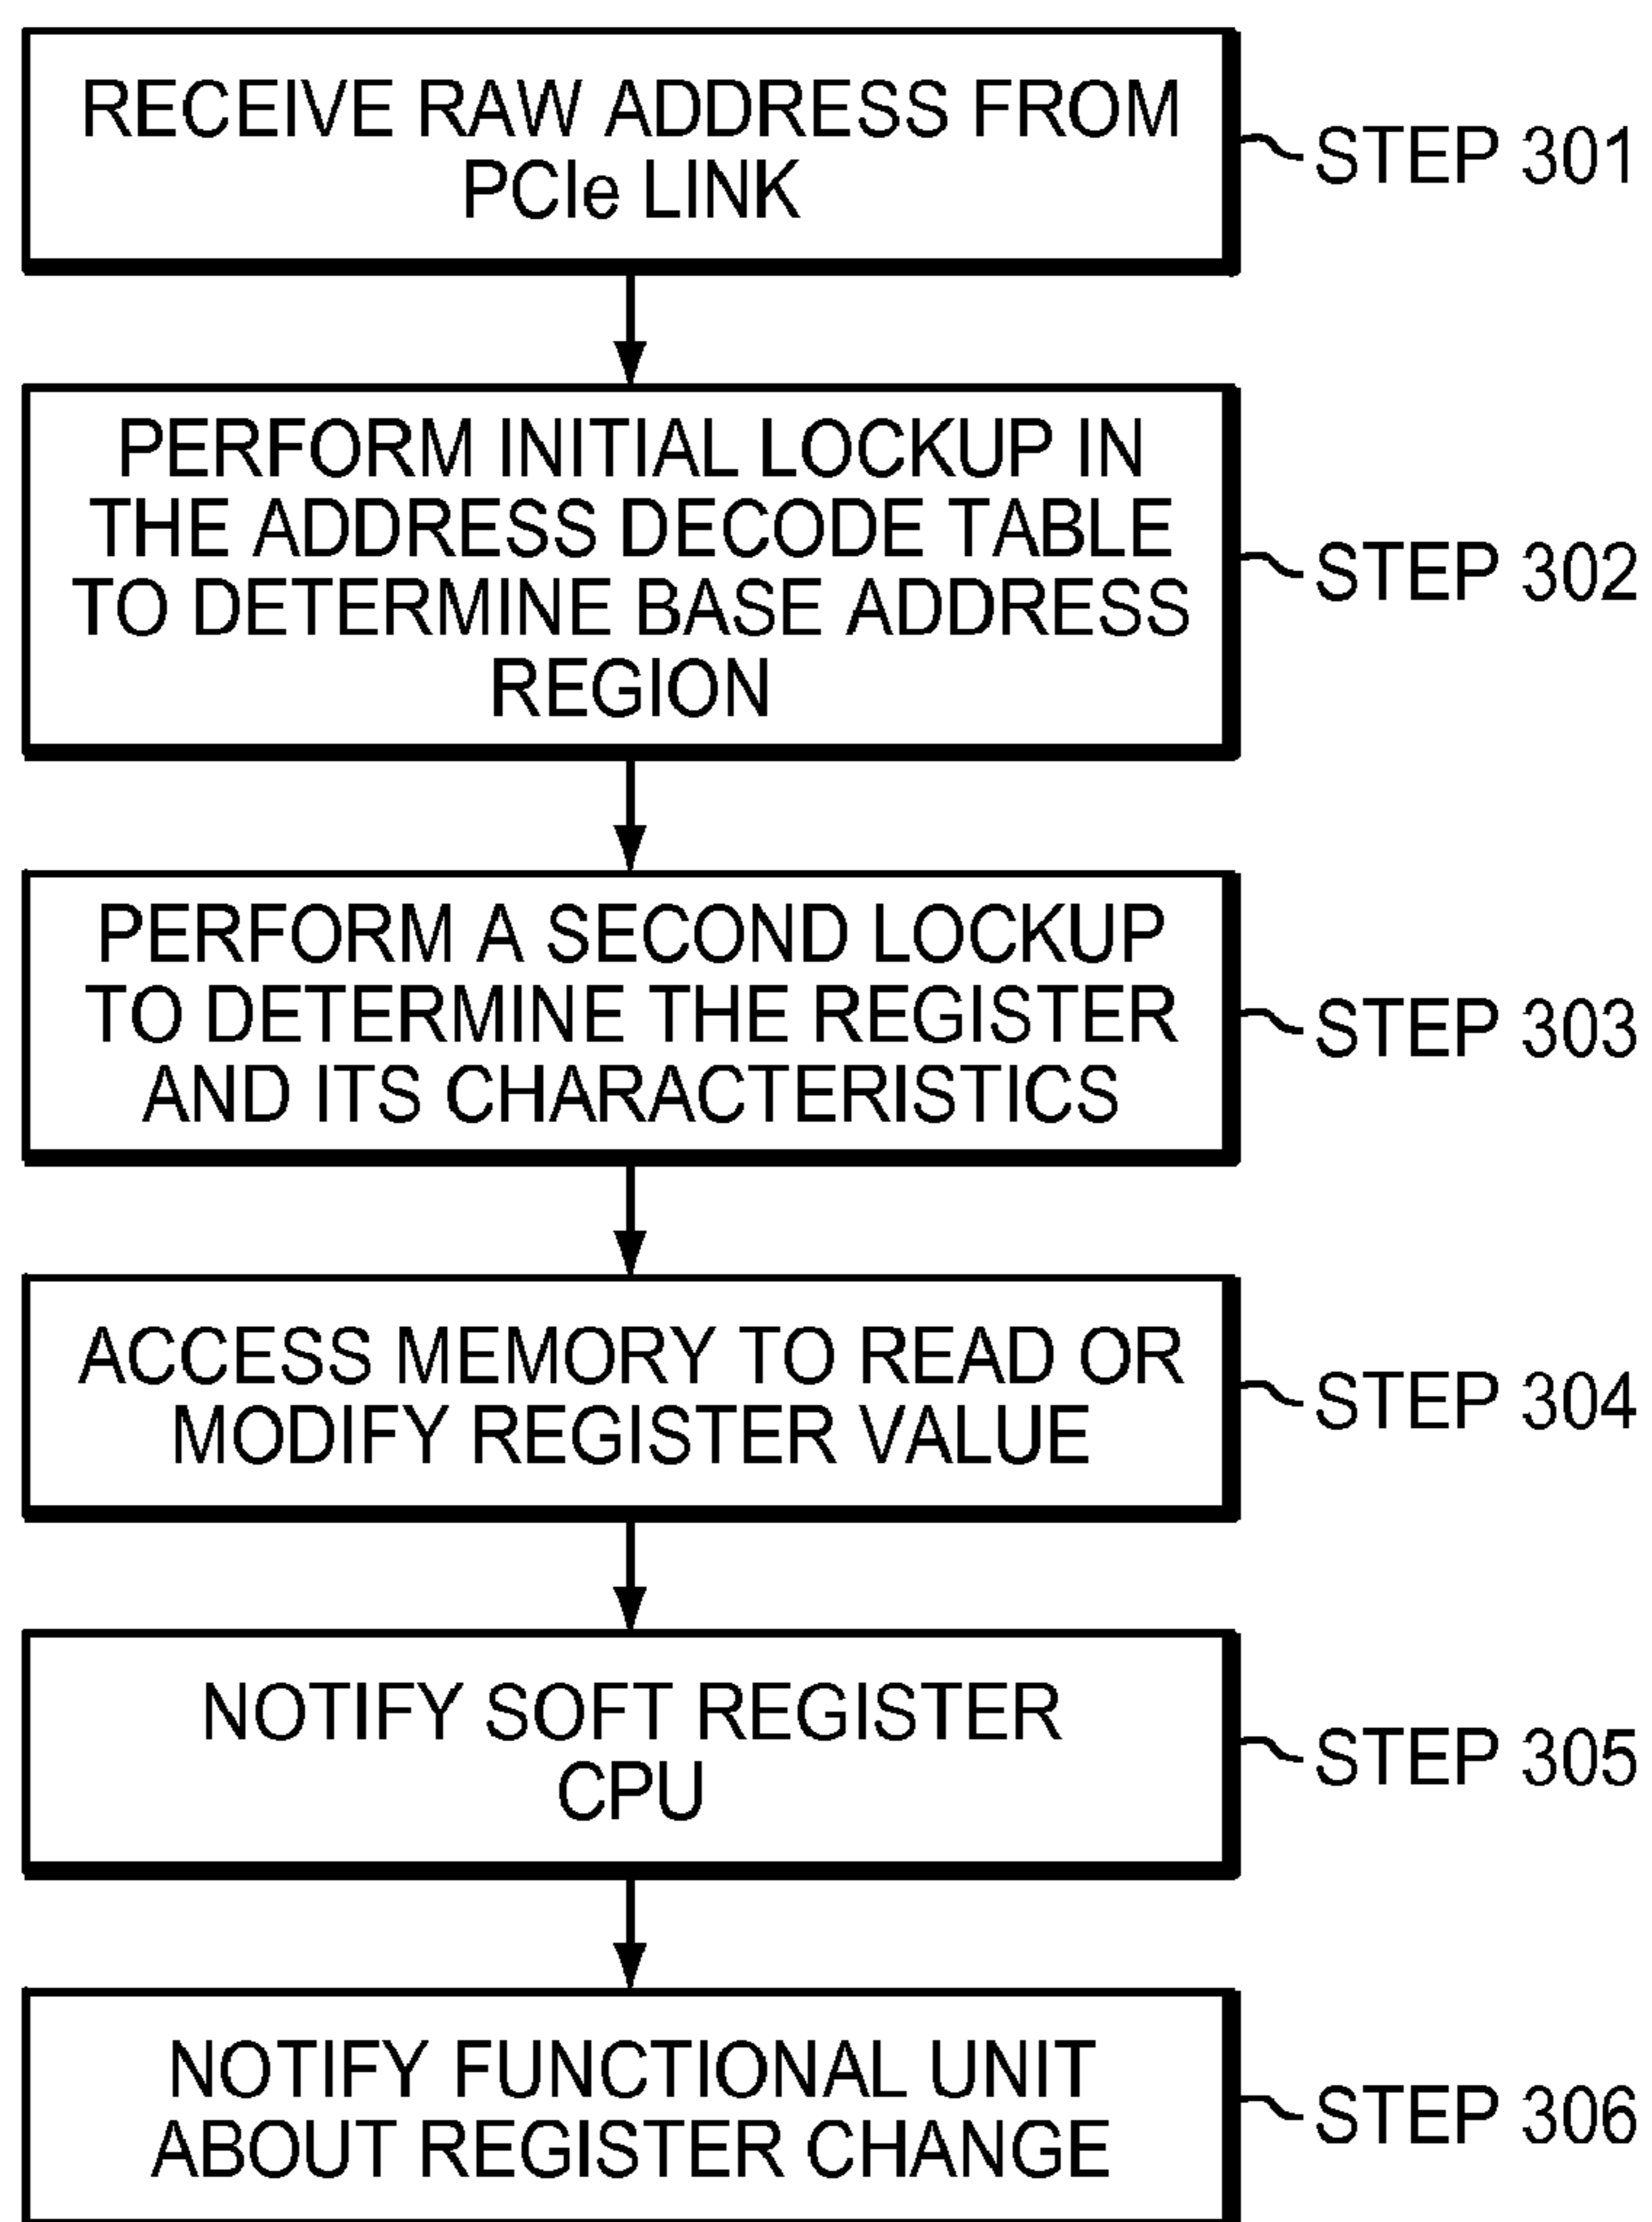 RECEIVE RAW ADDRESS FROM
PCIe LINK
STEP 301
PERFORM INITIAL LOCKUP IN
THE ADDRESS DECODE TABLE
TO DETERMINE BASE ADDRESS
REGION
STEP 302
PERFORM A SECOND LOCKUP
TO DETERMINE THE REGISTER
AND ITS CHARACTERISTICS
STEP 303
ACCESS MEMORY TO READ OR
MODIFY REGISTER VALUE
STEP 304
NOTIFY SOFT REGISTER
CPU
STEP 305
NOTIFY FUNCTIONAL UNIT
ABOUT REGISTER CHANGE
STEP 306